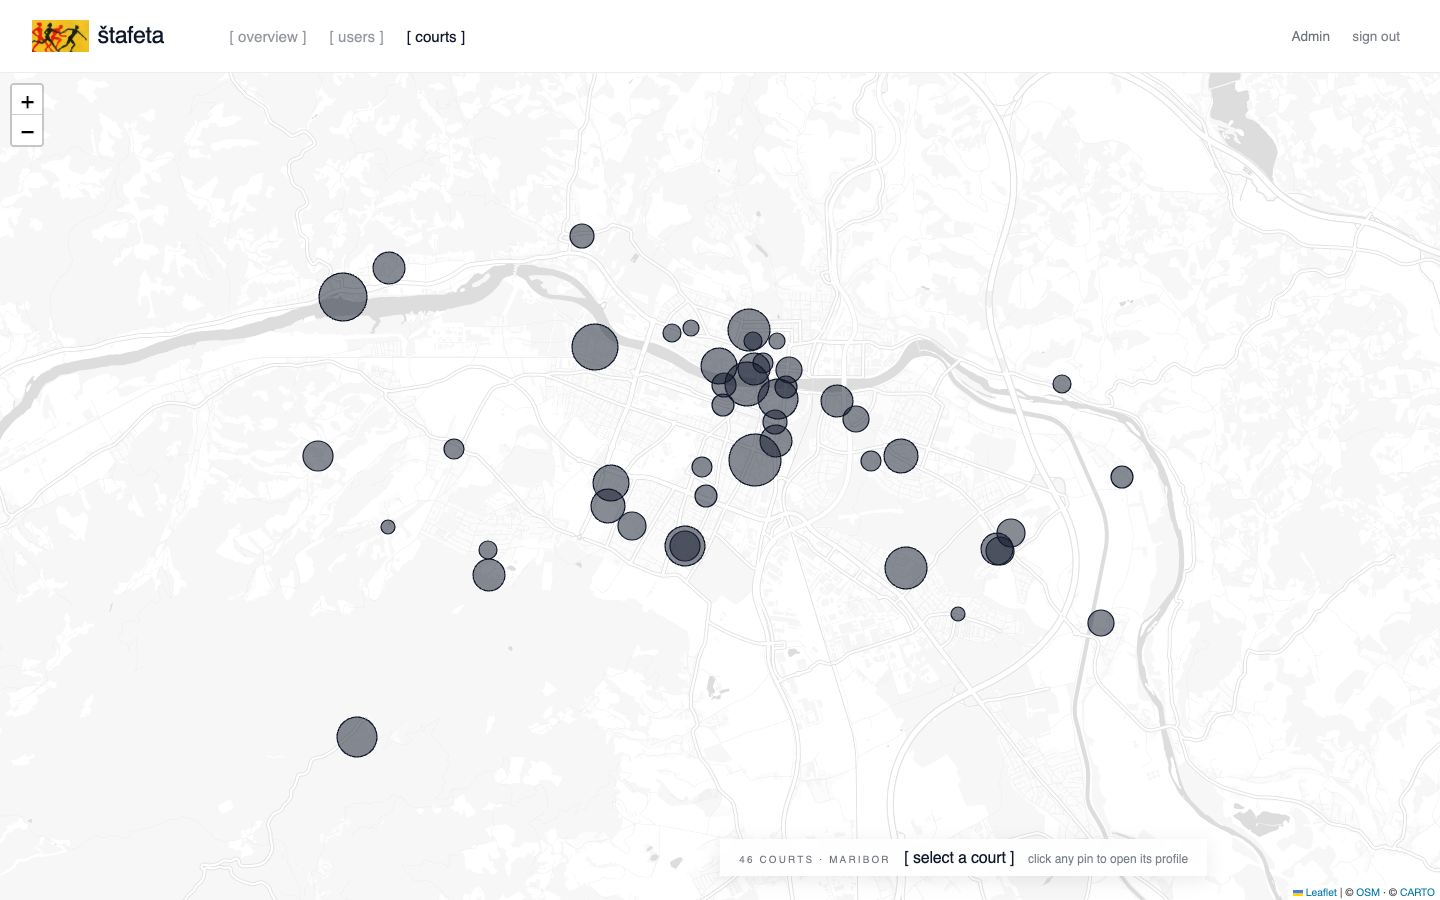 štafeta
[ overview ] [ users ] [ courts ]
Admin sign out
+
−
46 COURTS · MARIBOR [ select a court ] click any pin to open its profile
Leaflet | © OSM · © CARTO